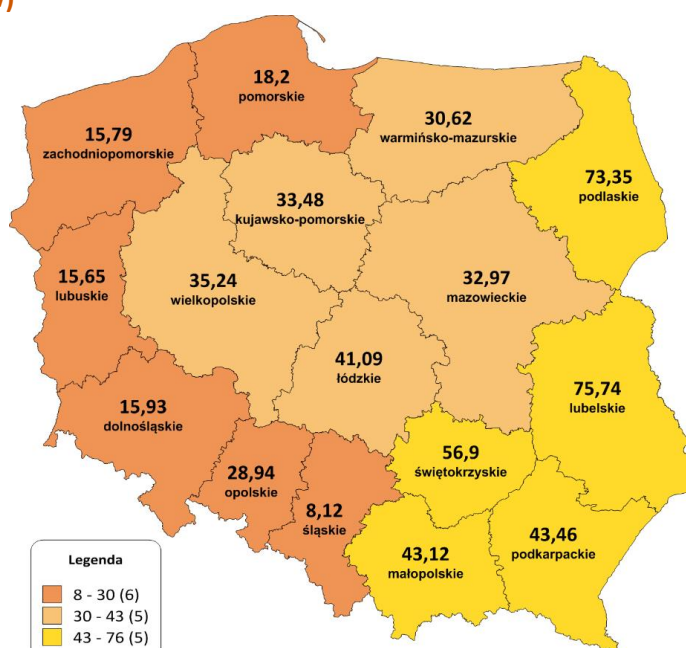 18,2
pomorskie
15,79
zachodniopomorskie
30,62
warmińsko-mazurskie
73,35
podlaskie
33,48
kujawsko-pomorskie
15,65
lubuskie
35,24
wielkopolskie
32,97
mazowieckie
41,09
łódzkie
75,74
lubelskie
15,93
dolnośląskie
28,94
opolskie
8,12
śląskie
56,9
świętokrzyskie
43,12
małopolskie
43,46
podkarpackie
Legenda
8 - 30 (6)
30 - 43 (5)
43 - 76 (5)